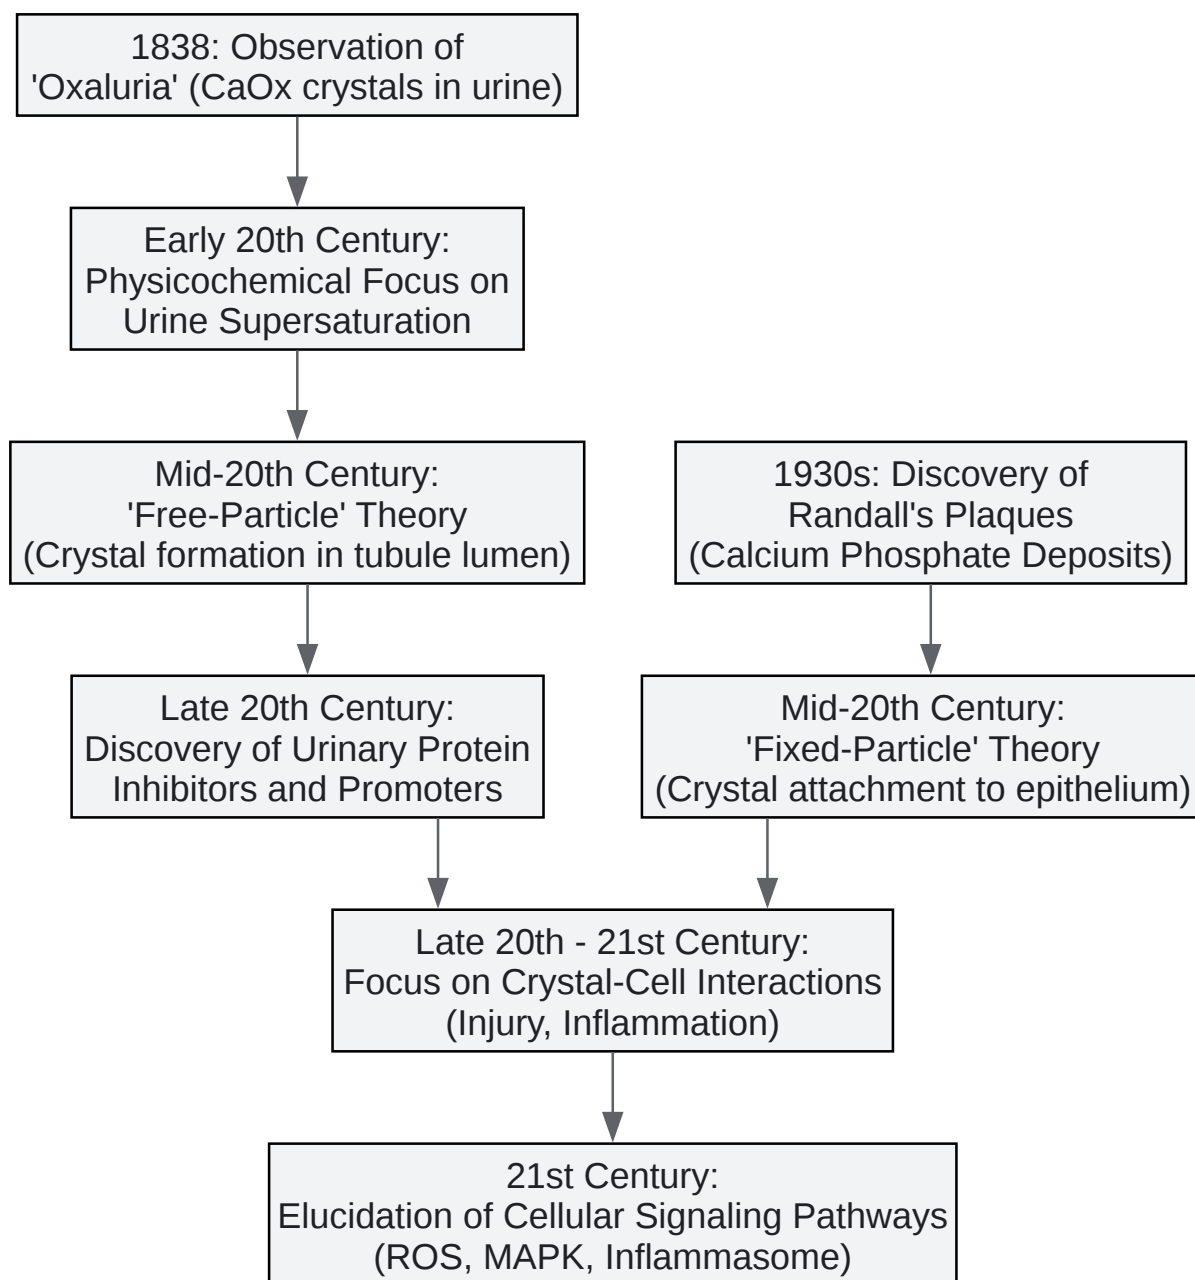 1838: Observation of
'Oxaluria' (CaOx crystals in urine)
Early 20th Century:
Physicochemical Focus on
Urine Supersaturation
Mid-20th Century:
'Free-Particle' Theory
(Crystal formation in tubule lumen)
1930s: Discovery of
Randall's Plaques
(Calcium Phosphate Deposits)
Late 20th Century:
Discovery of Urinary Protein
Inhibitors and Promoters
Mid-20th Century:
'Fixed-Particle' Theory
(Crystal attachment to epithelium)
Late 20th - 21st Century:
Focus on Crystal-Cell Interactions
(Injury, Inflammation)
21st Century:
Elucidation of Cellular Signaling Pathways
(ROS, MAPK, Inflammasome)